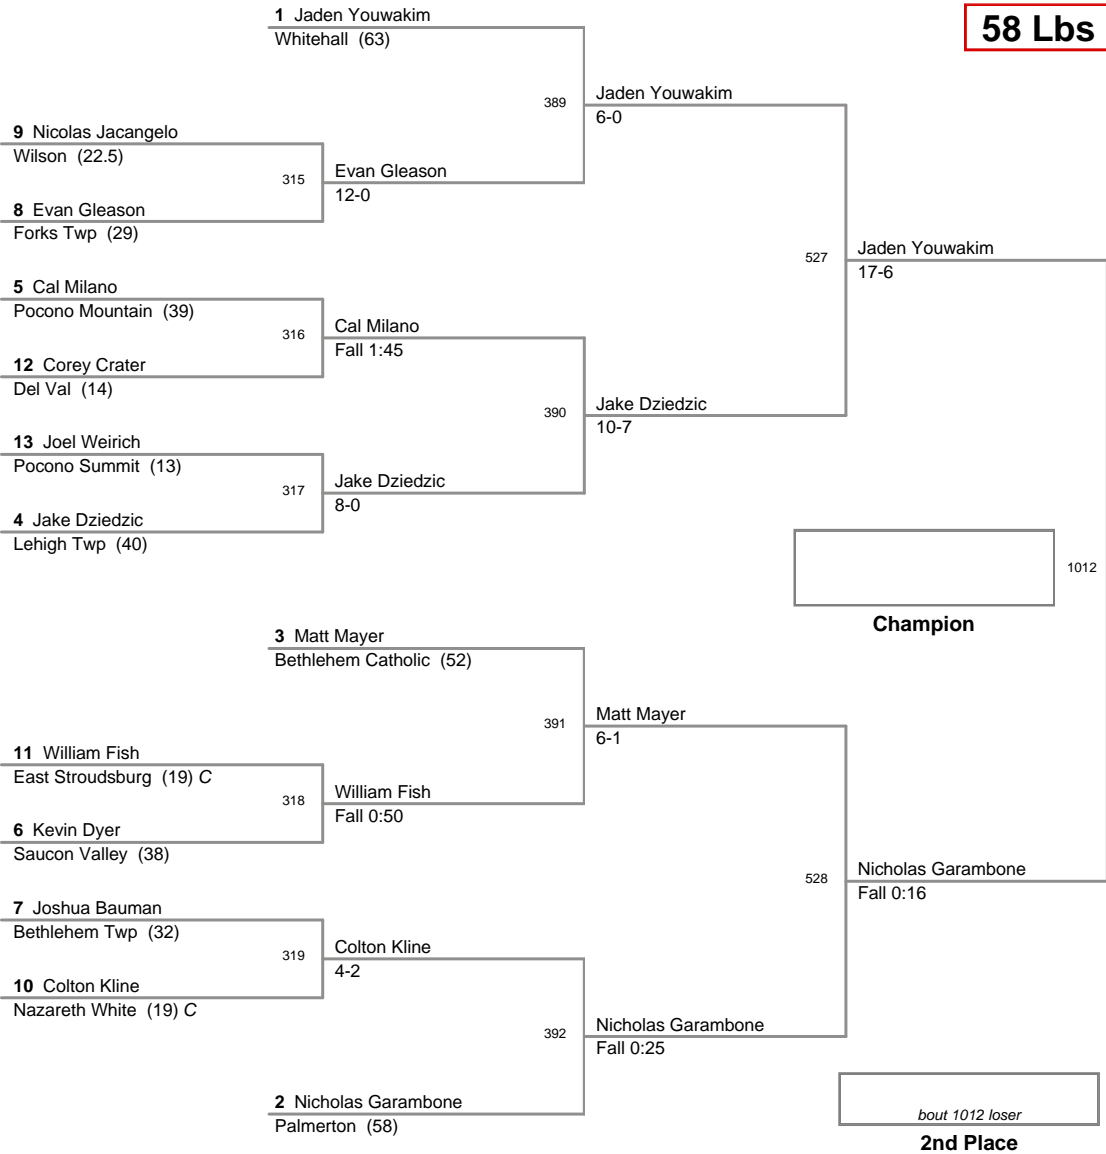 1 Jaden Youwakim
58 Lbs
Whitehall (63)
389
Jaden Youwakim
6-0
9 Nicolas Jacangelo
Wilson (22.5)
315
Evan Gleason
12-0
8 Evan Gleason
Forks Twp (29)
527
Jaden Youwakim
17-6
5 Cal Milano
Pocono Mountain (39)
316
Cal Milano
Fall 1:45
12 Corey Crater
Del Val (14)
390
Jake Dziedzic
10-7
13 Joel Weirich
Pocono Summit (13)
317
Jake Dziedzic
8-0
4 Jake Dziedzic
Lehigh Twp (40)
1012
Champion
3 Matt Mayer
Bethlehem Catholic (52)
391
Matt Mayer
6-1
11 William Fish
East Stroudsburg (19) C
318
William Fish
Fall 0:50
6 Kevin Dyer
Saucon Valley (38)
528
Nicholas Garambone
Fall 0:16
7 Joshua Bauman
Bethlehem Twp (32)
319
Colton Kline
4-2
10 Colton Kline
Nazareth White (19) C
392
Nicholas Garambone
Fall 0:25
2 Nicholas Garambone
Palmerton (58)
bout 1012 loser
2nd Place